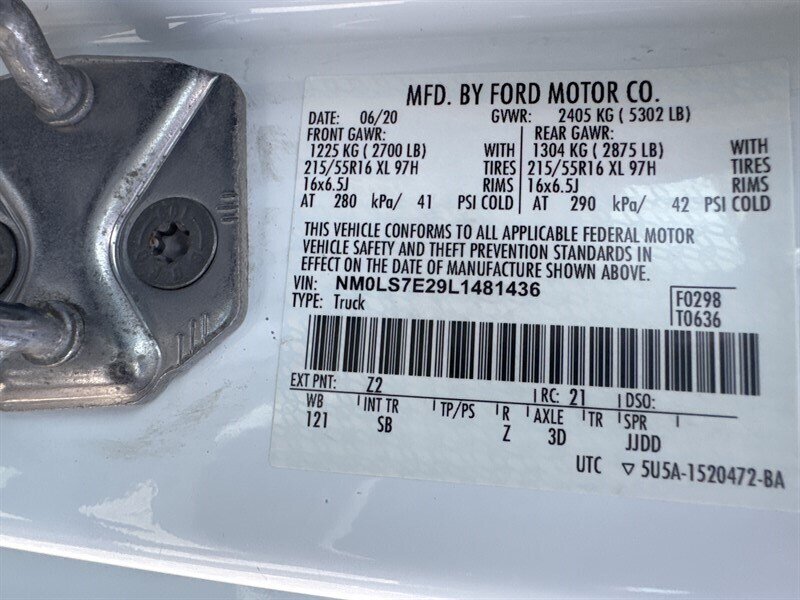 MFD. BY FORD MOTOR CO.
DATE: 06/20 GVWR: 2405 KG ( 5302 LB)
FRONT GAWR: REAR GAWR:
1225 KG ( 2700 LB) WITH 1304 KG ( 2875 LB) WITH
215/55R16 XL 97H TIRES 215/55R16 XL 97H TIRES
16x6.5J RIMS 16x6.5J RIMS
AT 280 kPa/ 41 PSI COLD AT 290 kPa/ 42 PSI COLD
THIS VEHICLE CONFORMS TO ALL APPLICABLE FEDERAL MOTOR
VEHICLE SAFETY AND THEFT PREVENTION STANDARDS IN
EFFECT ON THE DATE OF MANUFACTURE SHOWN ABOVE.
VIN: NM0LS7E29L1481436 F0298
TYPE: Truck T0636
EXT PNT: Z2 RC: 21 DSO:
WB INT TR TP/PS R AXLE TR SPR
121 SB Z 3D JJDD
UTC ▽ 5U5A-1520472-BA